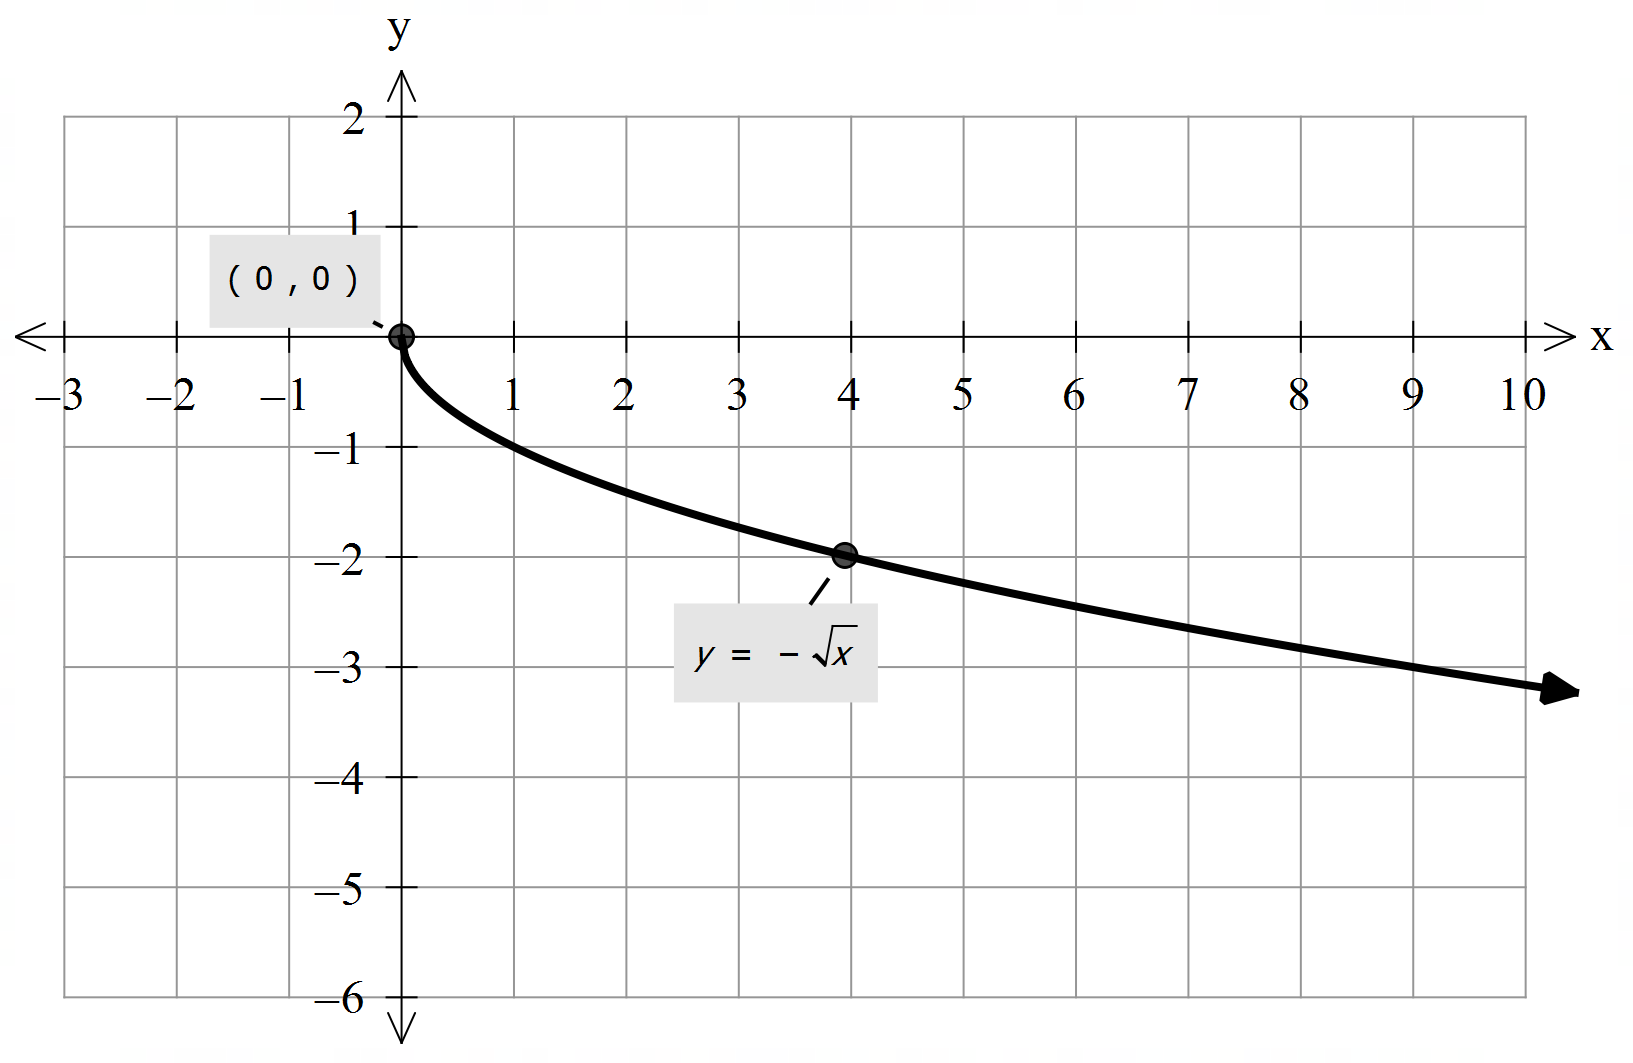 y
2
1
( 0 , 0 )
x
–3 –2 –1 1 2 3 4 5 6 7 8 9 10
–1
–2
y = – √x
–3
–4
–5
–6